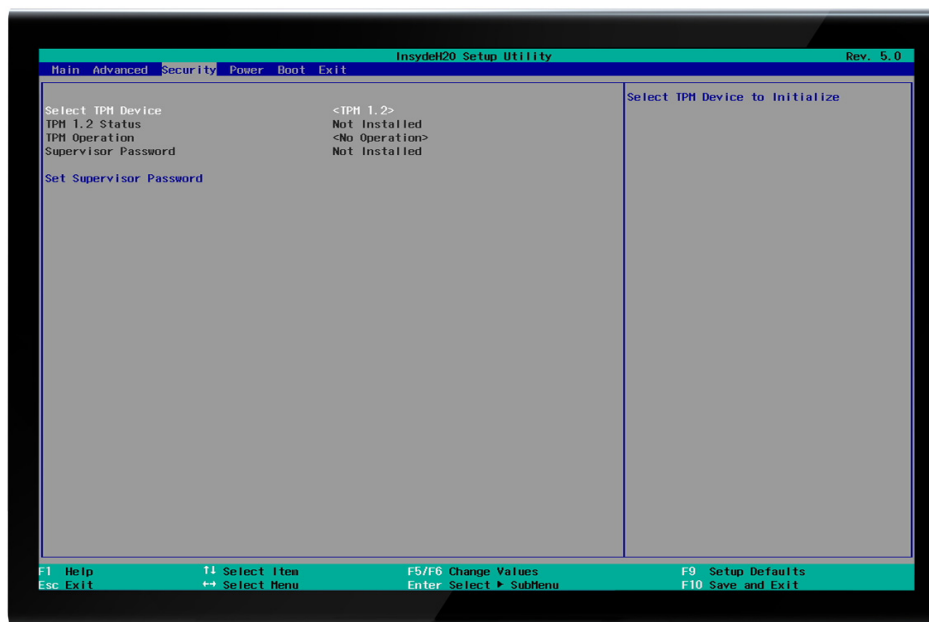 InsydeH20 Setup Utility Rev. 5.0
Main Advanced Security Power Boot Exit
Select TPM Device <TPM 1.2> Select TPM Device to Initialize
TPM 1.2 Status Not Installed
TPM Operation <No Operation>
Supervisor Password Not Installed
Set Supervisor Password
F1 Help ↑↓ Select Item F5/F6 Change Values F9 Setup Defaults
Esc Exit ↔ Select Menu Enter Select ▶ SubMenu F10 Save and Exit